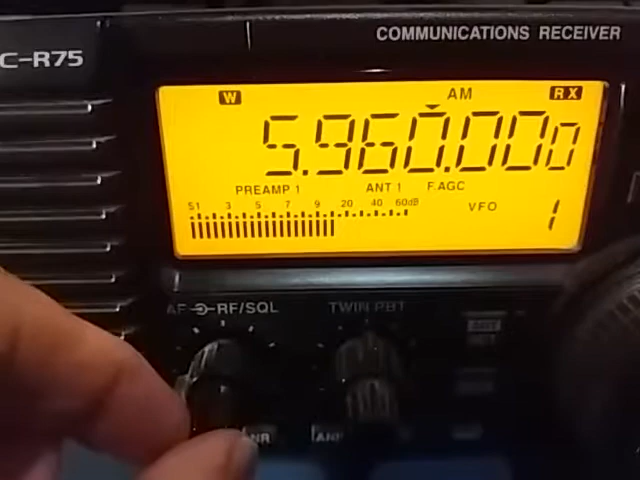 COMMUNICATIONS RECEIVER
C-R75
W AM RX
5.960.000
PREAMP 1 ANT 1 F.AGC
S1 3 5 7 9 20 40 60dB
VFO 1
AF RF/SQL TWIN PBT
NR